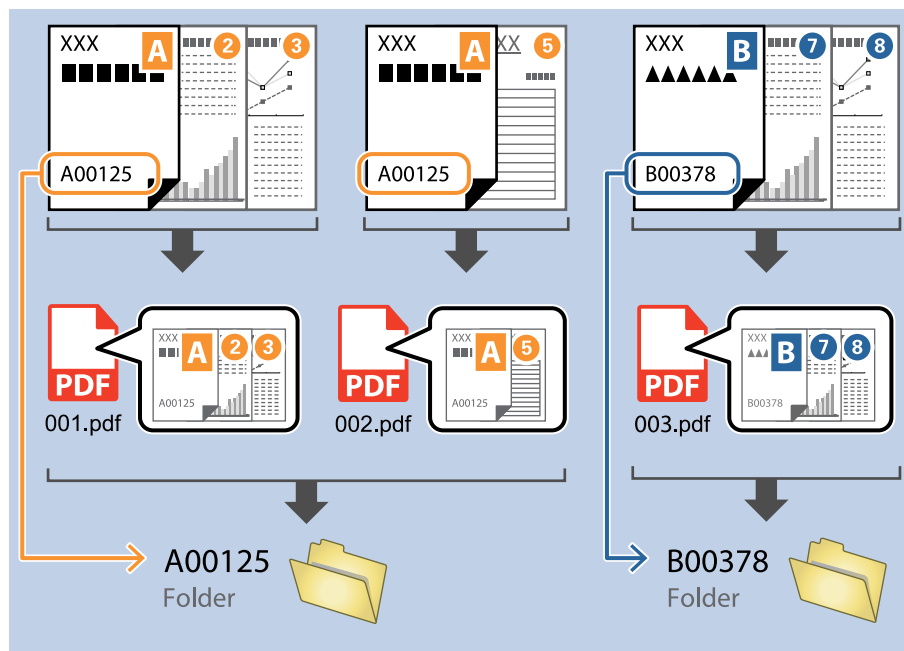 XXX
A
2
3
A00125
XXX
A
XX
5
A00125
XXX
B
7
8
B00378
PDF
001.pdf
XXX
A
2
3
A00125
PDF
002.pdf
XXX
A
5
A00125
PDF
003.pdf
XXX
B
7
8
B00378
A00125
Folder
B00378
Folder